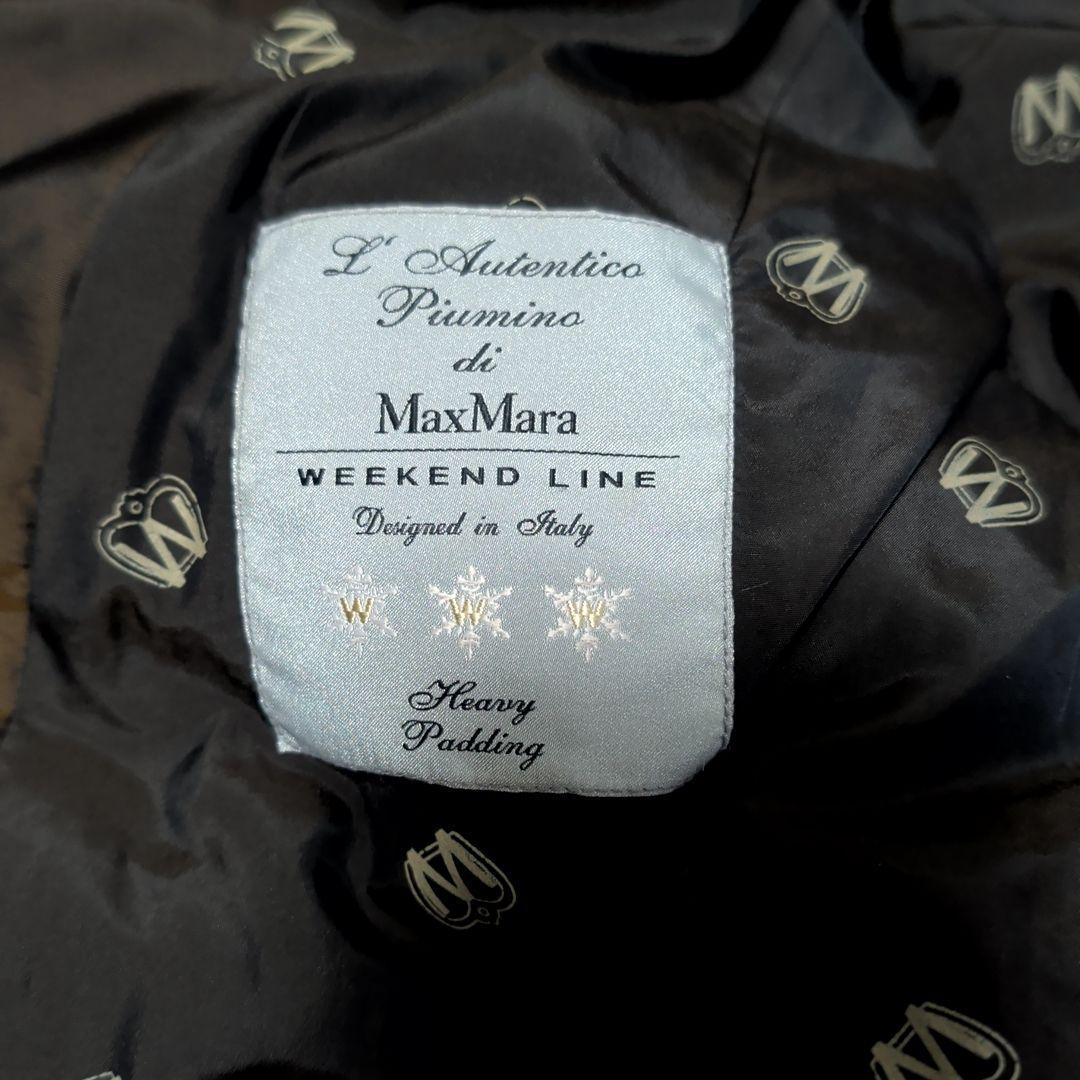 L' Autentico
Piumino
di
MaxMara
WEEKEND LINE
Designed in Italy
W W W
Heavy
Padding
W
W
W
W
W
W
W